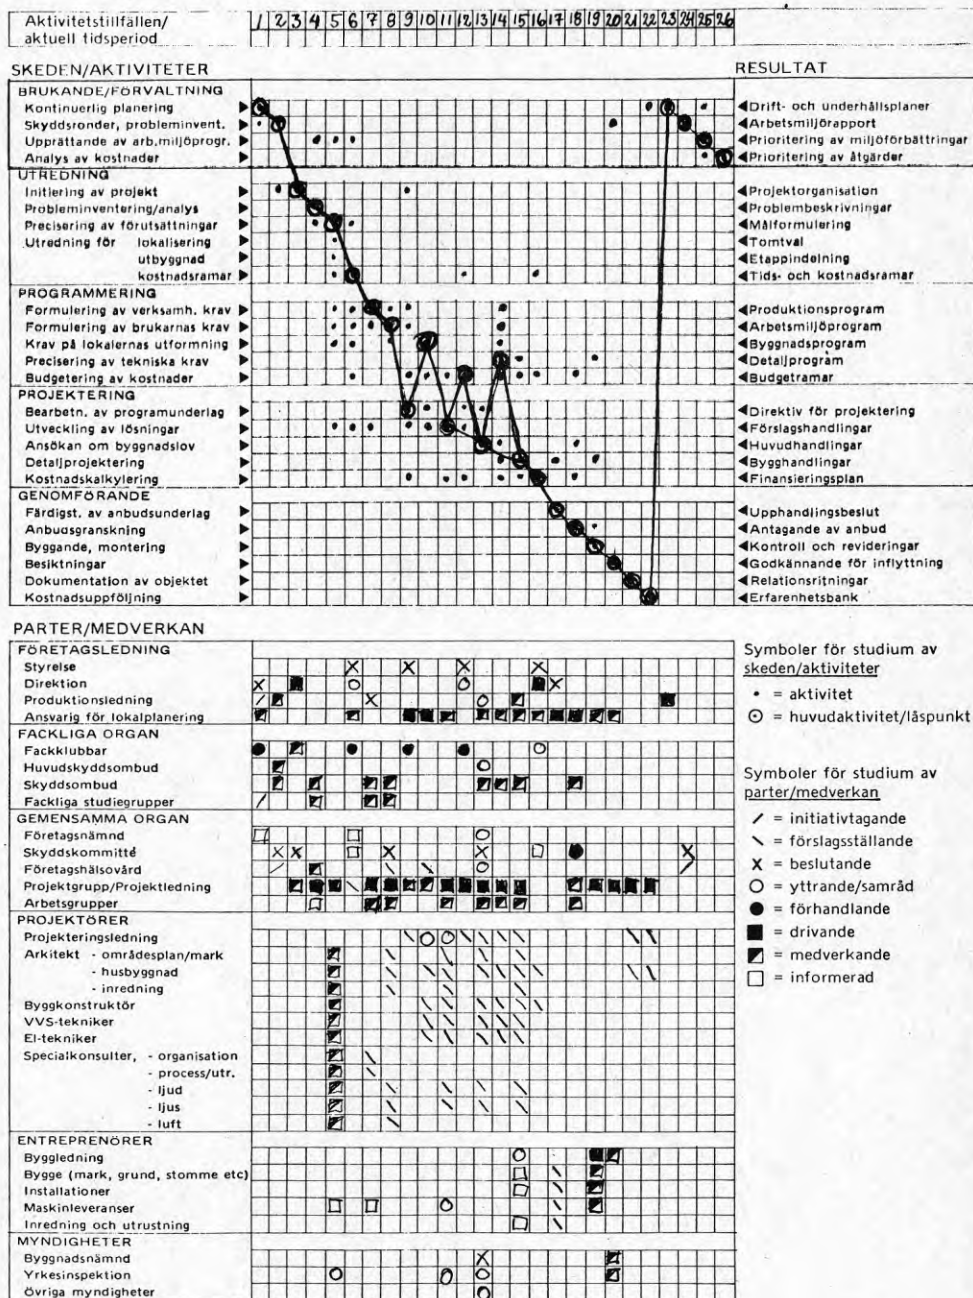 Aktivitetstillfällen/ 1 2 3 4 5 6 7 8 9 10 11 12 13 14 15 16 17 18 19 20 21 22 23 24 25 26
aktuell tidsperiod
SKEDEN/AKTIVITETER RESULTAT
BRUKANDE/FÖRVALTNING
Kontinuerlig planering Drift- och underhållsplaner
Skyddsronder, probleminvent. Arbetsmiljörapport
Upprättande av arb.miljöprogr. Prioritering av miljöförbättringar
Analys av kostnader Prioritering av åtgärder
UTREDNING
Initiering av projekt Projektorganisation
Probleminventering/analys Problembeskrivningar
Precisering av förutsättningar Målformulering
Utredning för lokalisering Tomtval
utbyggnad Etappindelning
kostnadsramar Tids- och kostnadsramar
PROGRAMMERING
Formulering av verksamh. krav Produktionsprogram
Formulering av brukarnas krav Arbetsmiljöprogram
Krav på lokalernas utformning Byggnadsprogram
Precisering av tekniska krav Detaljprogram
Budgetering av kostnader Budgetramar
PROJEKTERING
Bearbetn. av programunderlag Direktiv för projektering
Utveckling av lösningar Förslagshandlingar
Ansökan om byggnadslov Huvudhandlingar
Detaljprojektering Bygghandlingar
Kostnadskalkylering Finansieringsplan
GENOMFÖRANDE
Färdigst. av anbudsunderlag Upphandlingsbeslut
Anbudsgranskning Antagande av anbud
Byggande, montering Kontroll och revideringar
Besiktningar Godkännande för inflyttning
Dokumentation av objektet Relationsritningar
Kostnadsuppföljning Erfarenhetsbank
PARTER/MEDVERKAN
FÖRETAGSLEDNING
Styrelse
Direktion
Produktionsledning
Ansvarig för lokalplanering
FACKLIGA ORGAN
Fackklubbar
Huvudskyddsombud
Skyddsombud
Fackliga studiegrupper
GEMENSAMMA ORGAN
Företagsnämnd
Skyddskommitté
Företagshälsovård
Projektgrupp/Projektledning
Arbetsgrupper
PROJEKTÖRER
Projekteringsledning
Arkitekt - områdesplan/mark
- husbyggnad
- inredning
Byggkonstruktör
VVS-tekniker
El-tekniker
Specialkonsulter, - organisation
- process/utr.
- ljud
- ljus
- luft
ENTREPRENÖRER
Byggledning
Bygge (mark, grund, stomme etc)
Installationer
Maskinleveranser
Inredning och utrustning
MYNDIGHETER
Byggnadsnämnd
Yrkesinspektion
Övriga myndigheter
Symboler för studium av
skeden/aktiviteter
• = aktivitet
⊙ = huvudaktivitet/låspunkt
Symboler för studium av
parter/medverkan
/ = initiativtagande
\ = förslagsställande
X = beslutande
○ = yttrande/samråd
● = förhandlande
■ = drivande
◩ = medverkande
□ = informerad